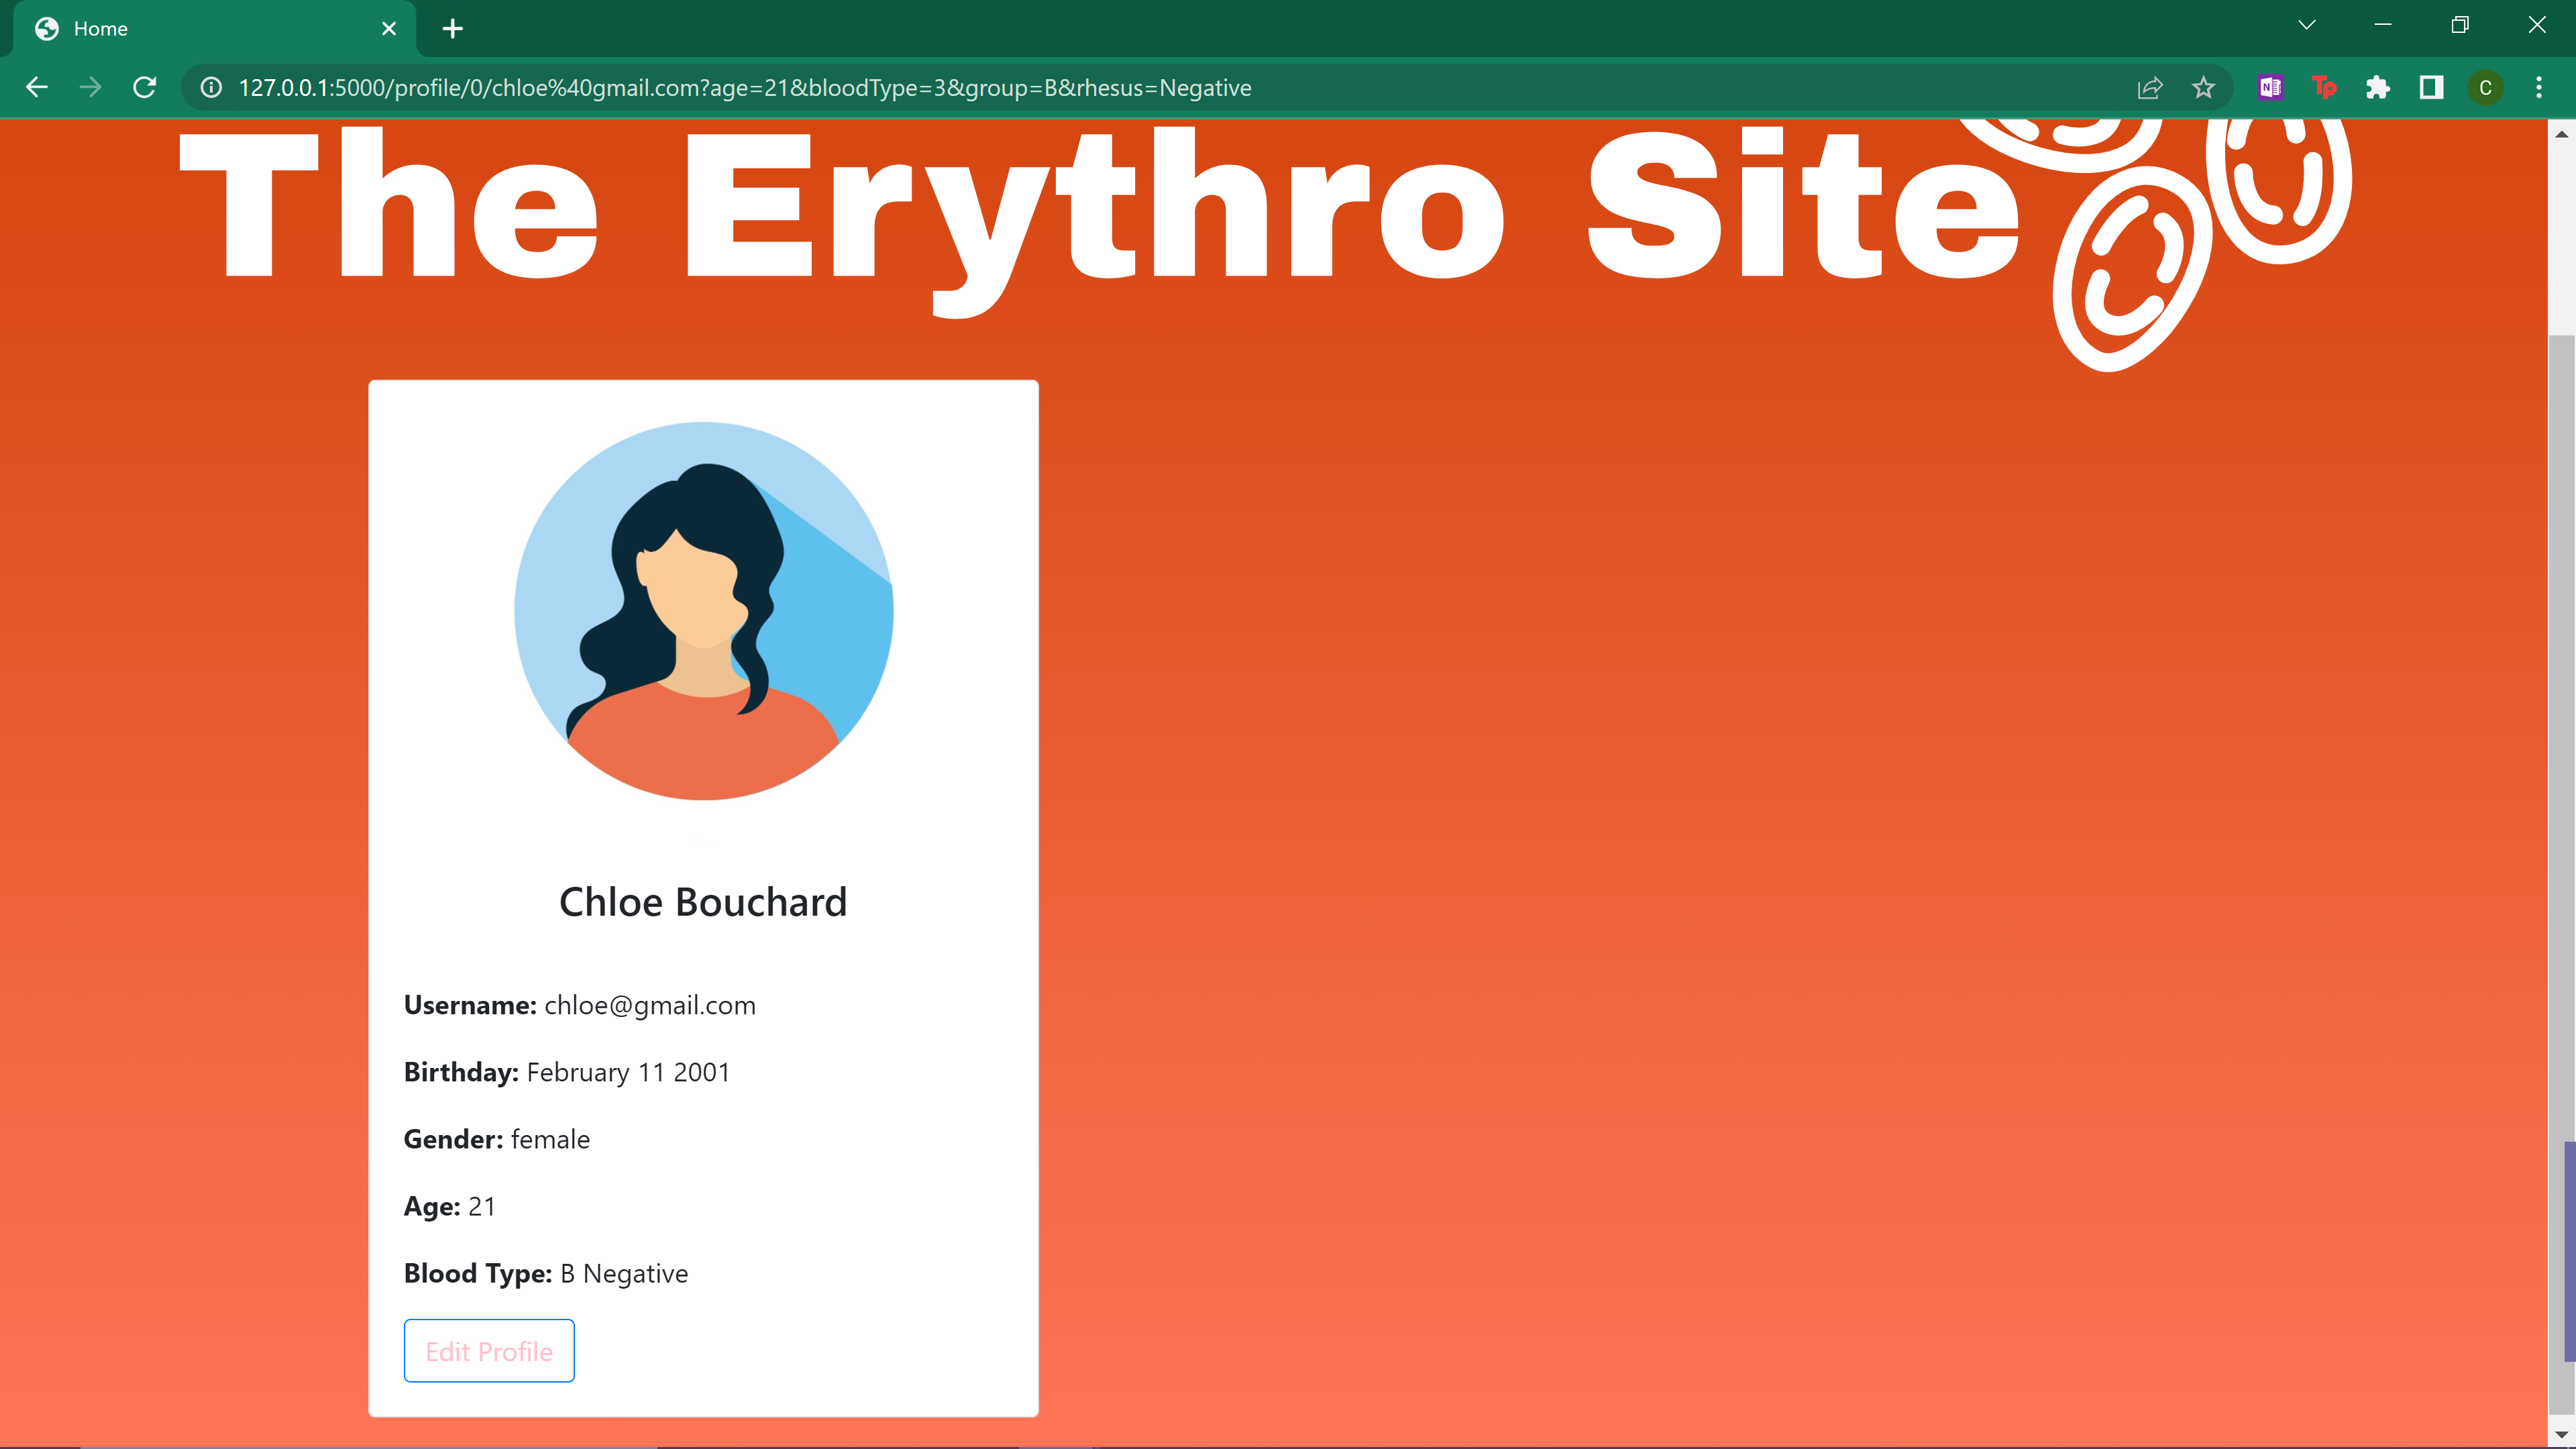 Home
127.0.0.1:5000/profile/0/chloe%40gmail.com?age=21&bloodType=3&group=B&rhesus=Negative
N
Tp
C
The Erythro Site
Chloe Bouchard
Username: chloe@gmail.com
Birthday: February 11 2001
Gender: female
Age: 21
Blood Type: B Negative
Edit Profile